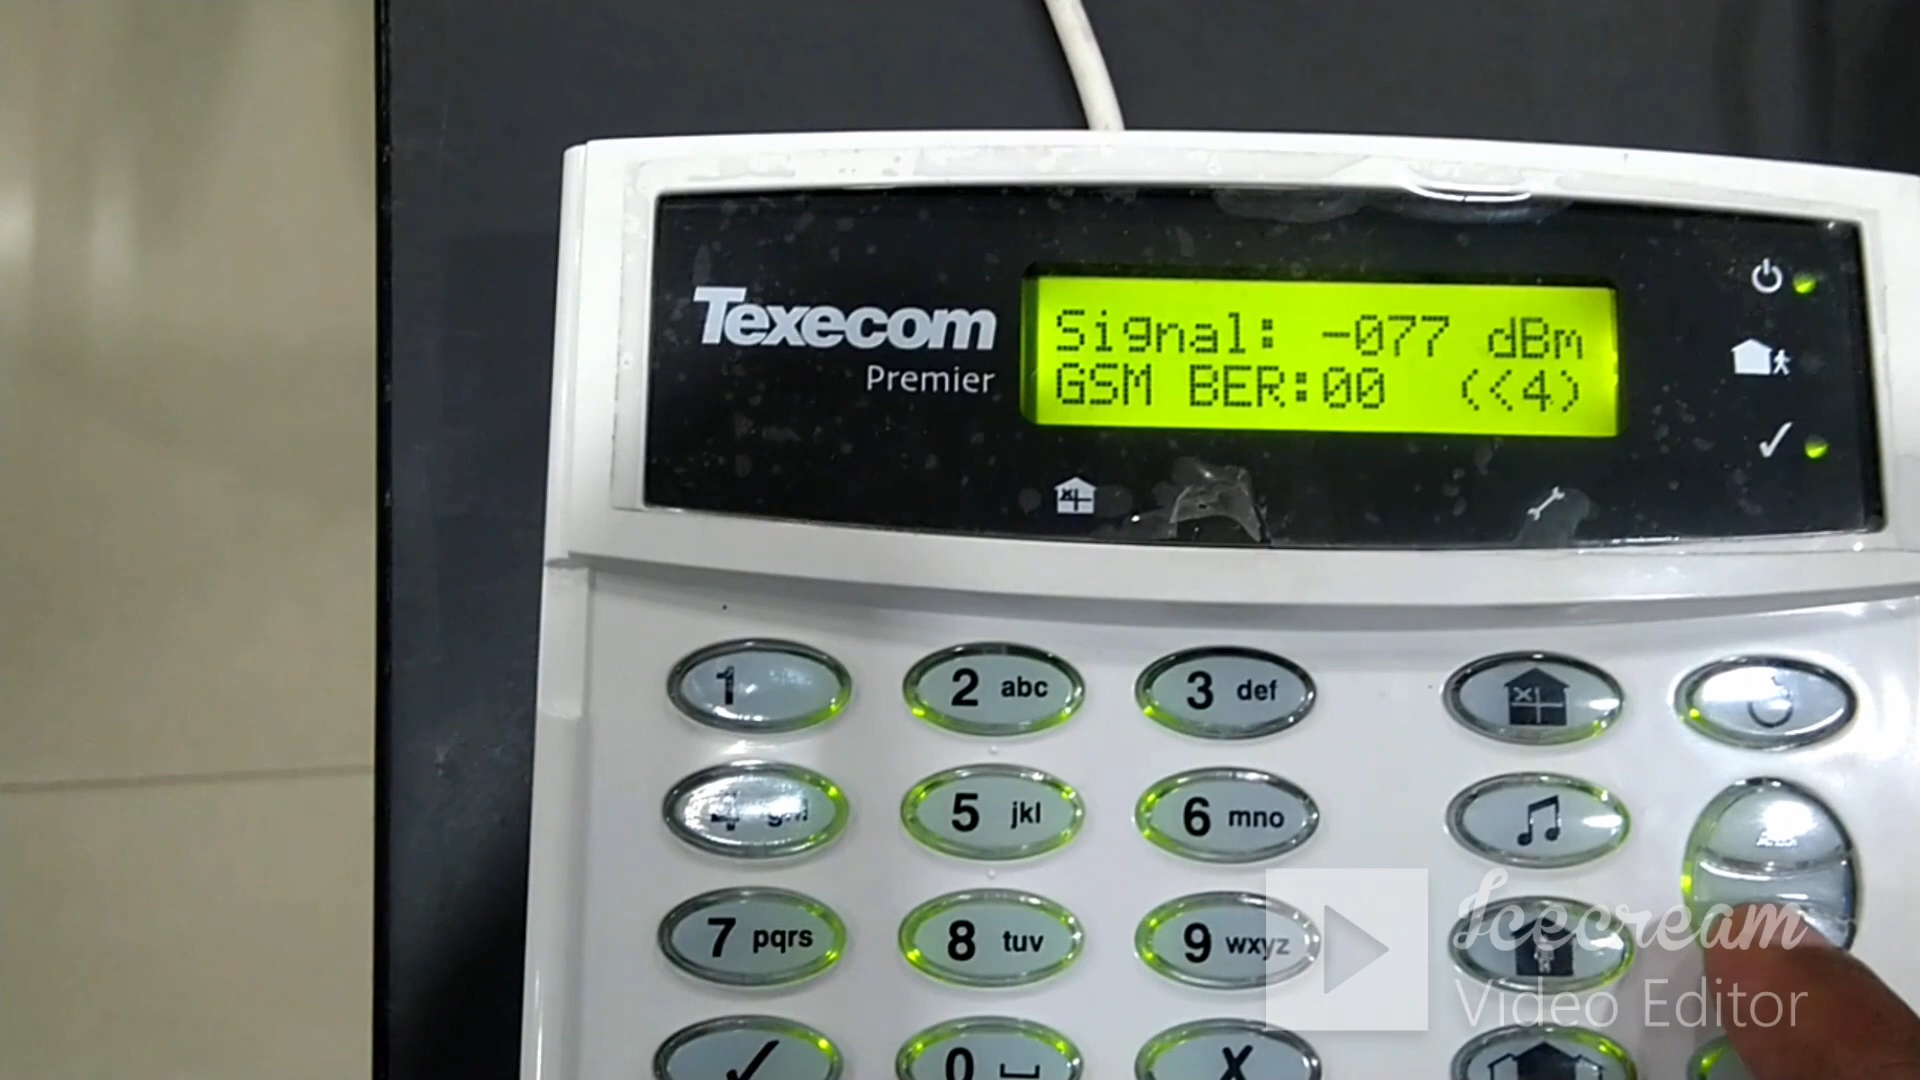 Texecom
Premier
Signal: -077 dBm
GSM BER:00 (<4)
1
2 abc
3 def
5 jkl
6 mno
7 pqrs
8 tuv
9 wxyz
0
Icecream
Video Editor